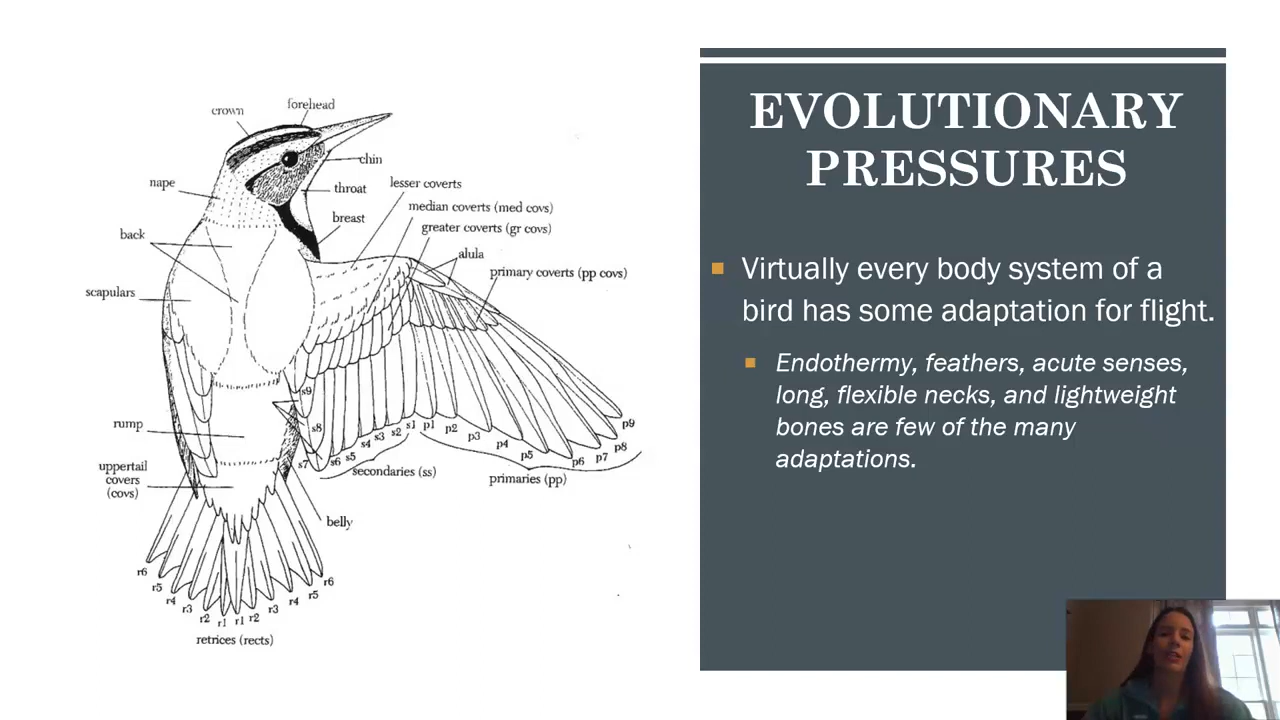 crown
forehead
chin
nape
throat
lesser coverts
median coverts (med covs)
breast
greater coverts (gr covs)
back
alula
primary coverts (pp covs)
scapulars
s9
rump
s8
s7
s6
s5
s4
s3
s2
s1
p1
p2
p3
p4
p5
p6
p7
p8
p9
secondaries (ss)
primaries (pp)
uppertail
covers
(covs)
belly
r6
r5
r4
r3
r2
r1
r1
r2
r3
r4
r5
r6
retrices (rects)
EVOLUTIONARY
PRESSURES
Virtually every body system of a
bird has some adaptation for flight.
Endothermy, feathers, acute senses,
long, flexible necks, and lightweight
bones are few of the many
adaptations.